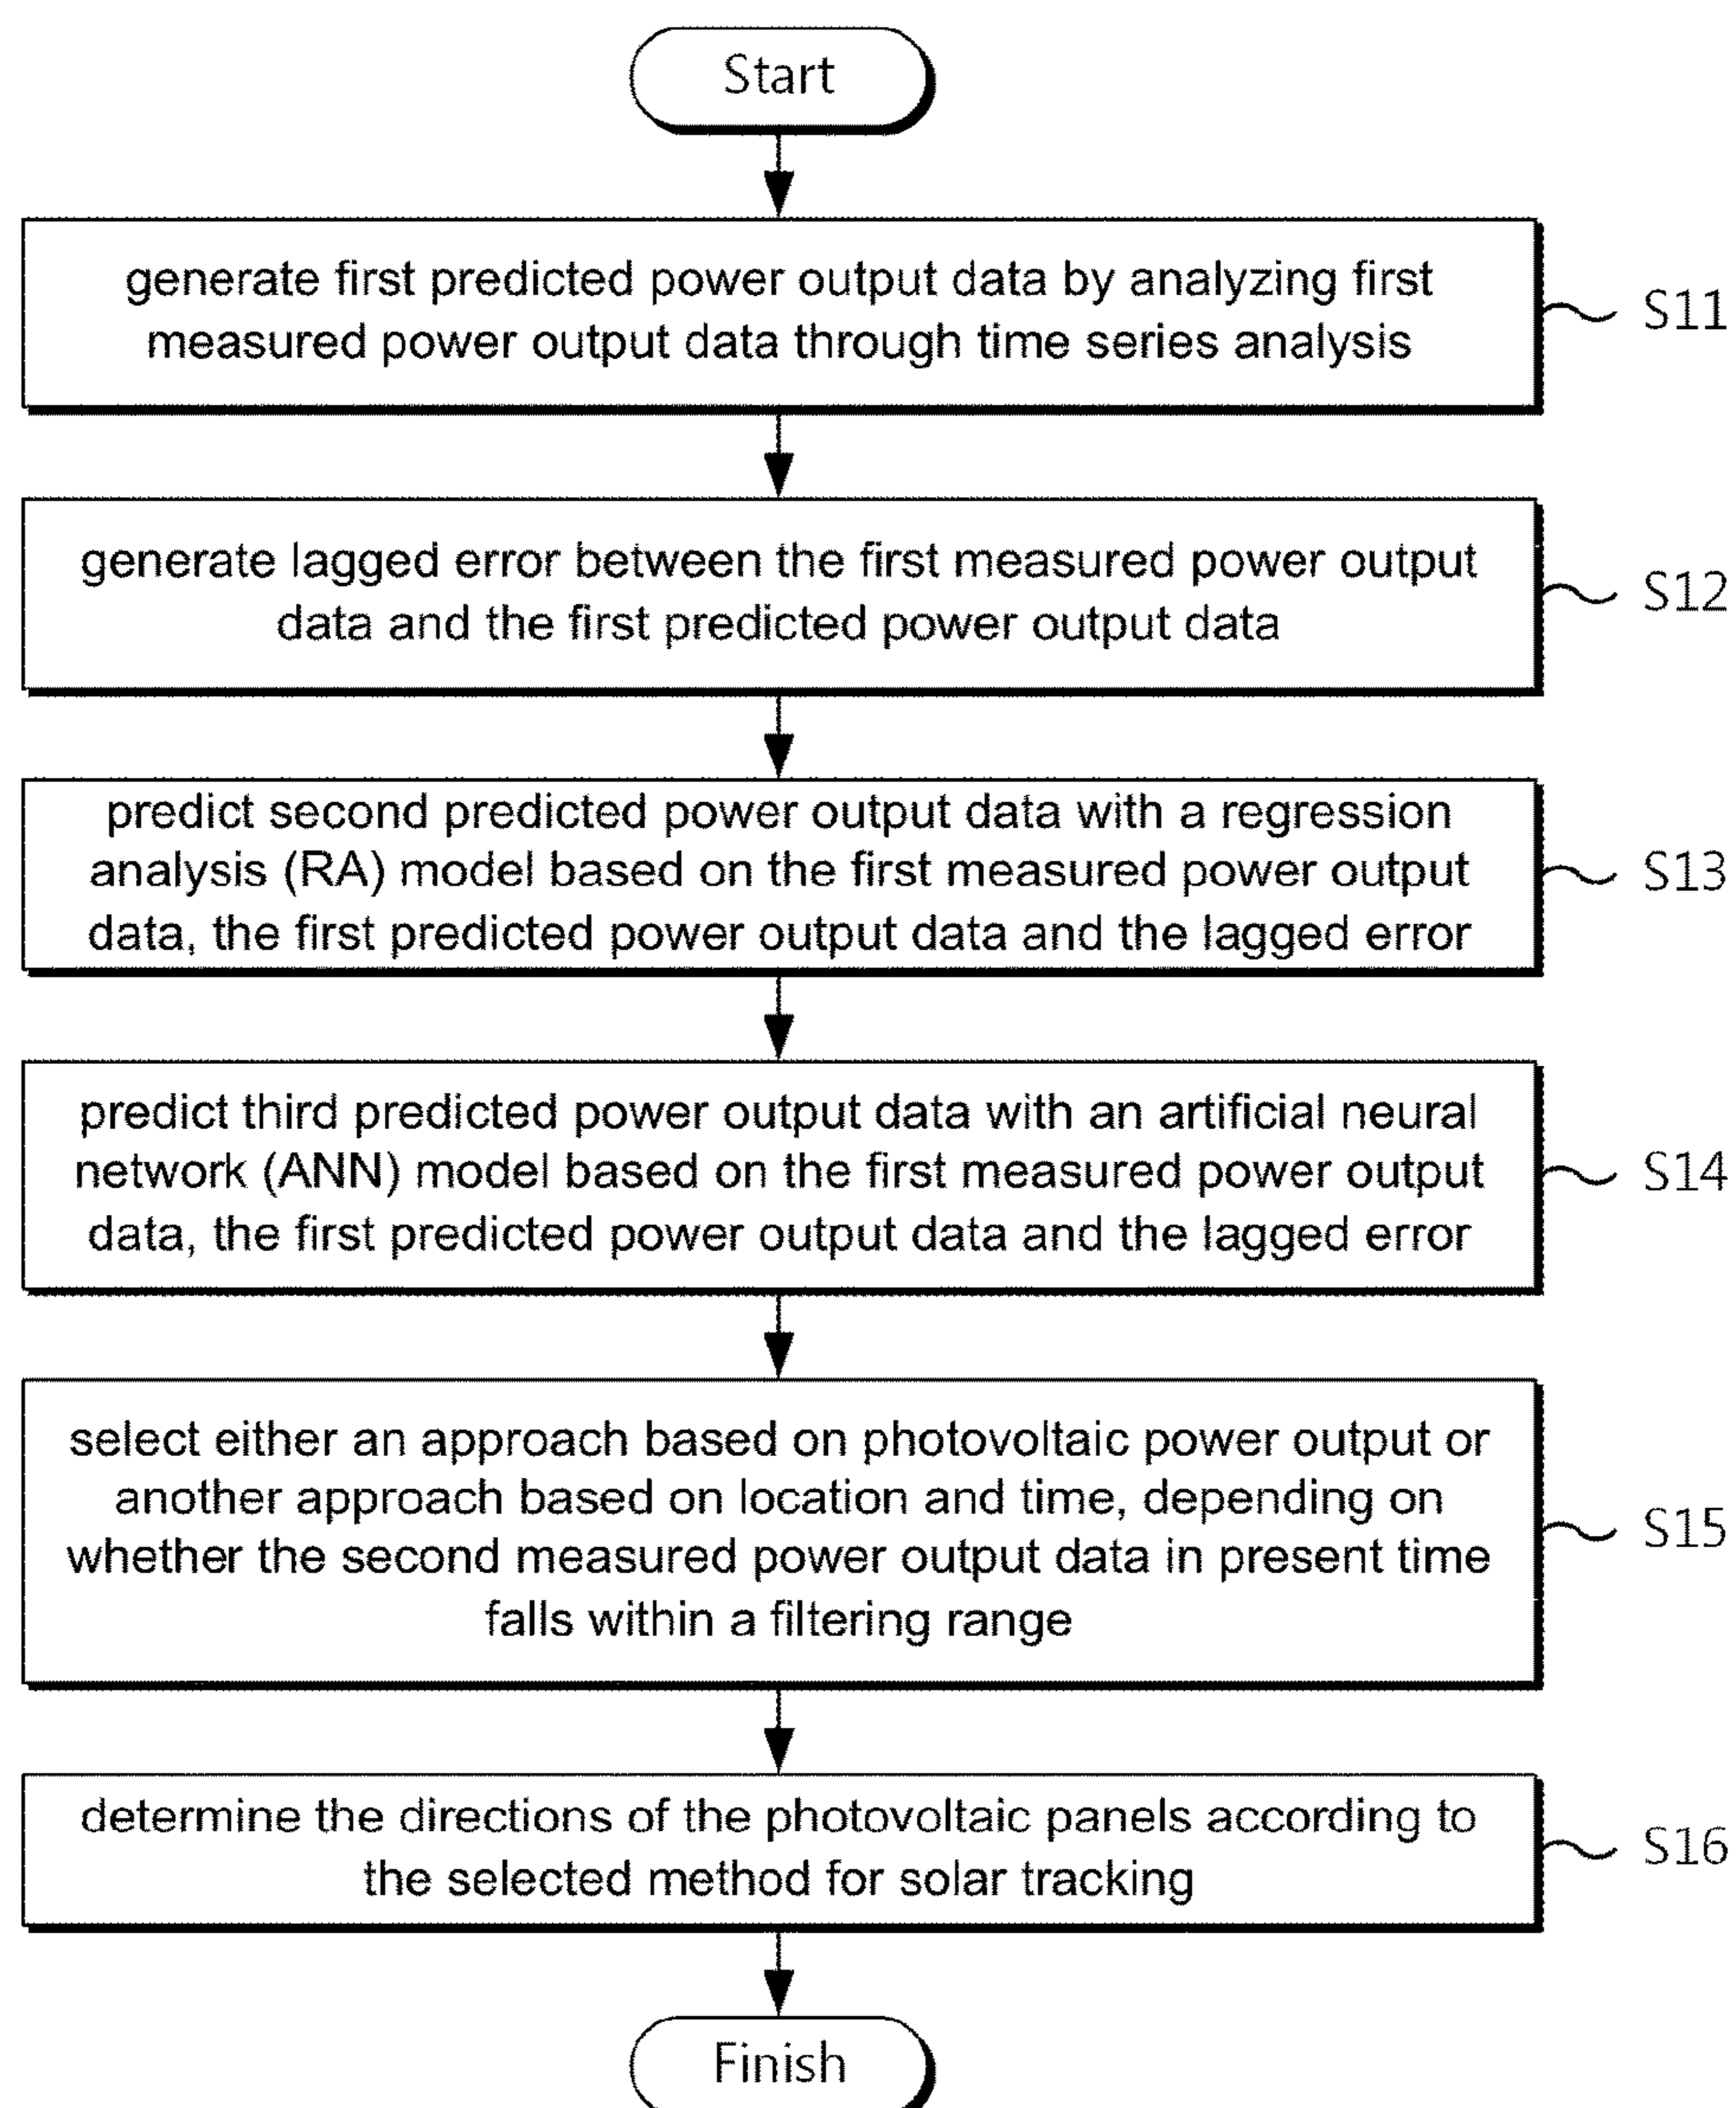 Start
generate first predicted power output data by analyzing first
measured power output data through time series analysis
S11
generate lagged error between the first measured power output
data and the first predicted power output data
S12
predict second predicted power output data with a regression
analysis (RA) model based on the first measured power output
data, the first predicted power output data and the lagged error
S13
predict third predicted power output data with an artificial neural
network (ANN) model based on the first measured power output
data, the first predicted power output data and the lagged error
S14
select either an approach based on photovoltaic power output or
another approach based on location and time, depending on
whether the second measured power output data in present time
falls within a filtering range
S15
determine the directions of the photovoltaic panels according to
the selected method for solar tracking
S16
Finish